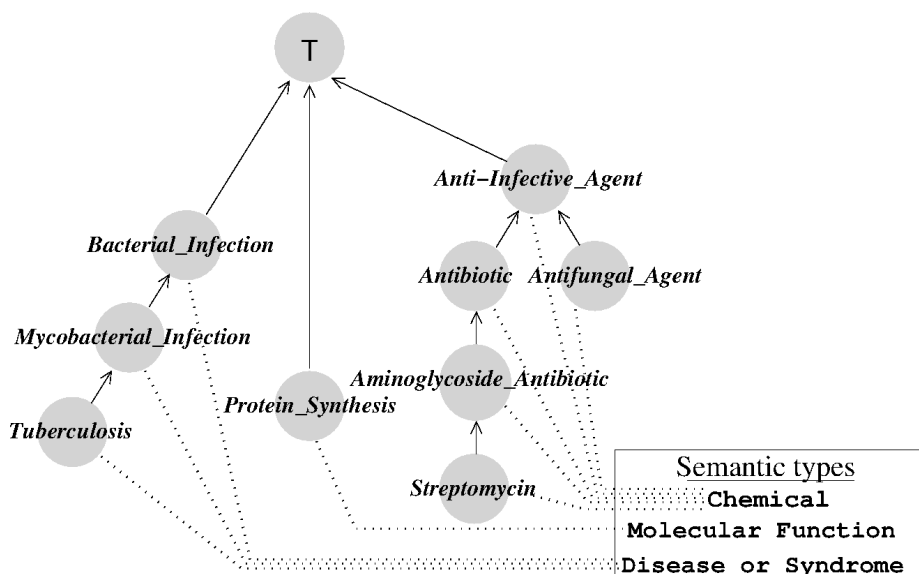 T
Anti-Infective_Agent
Bacterial_Infection
Antibiotic
Antifungal_Agent
Mycobacterial_Infection
Aminoglycoside_Antibiotic
Protein_Synthesis
Tuberculosis
Streptomycin
Semantic types
Chemical
Molecular Function
Disease or Syndrome